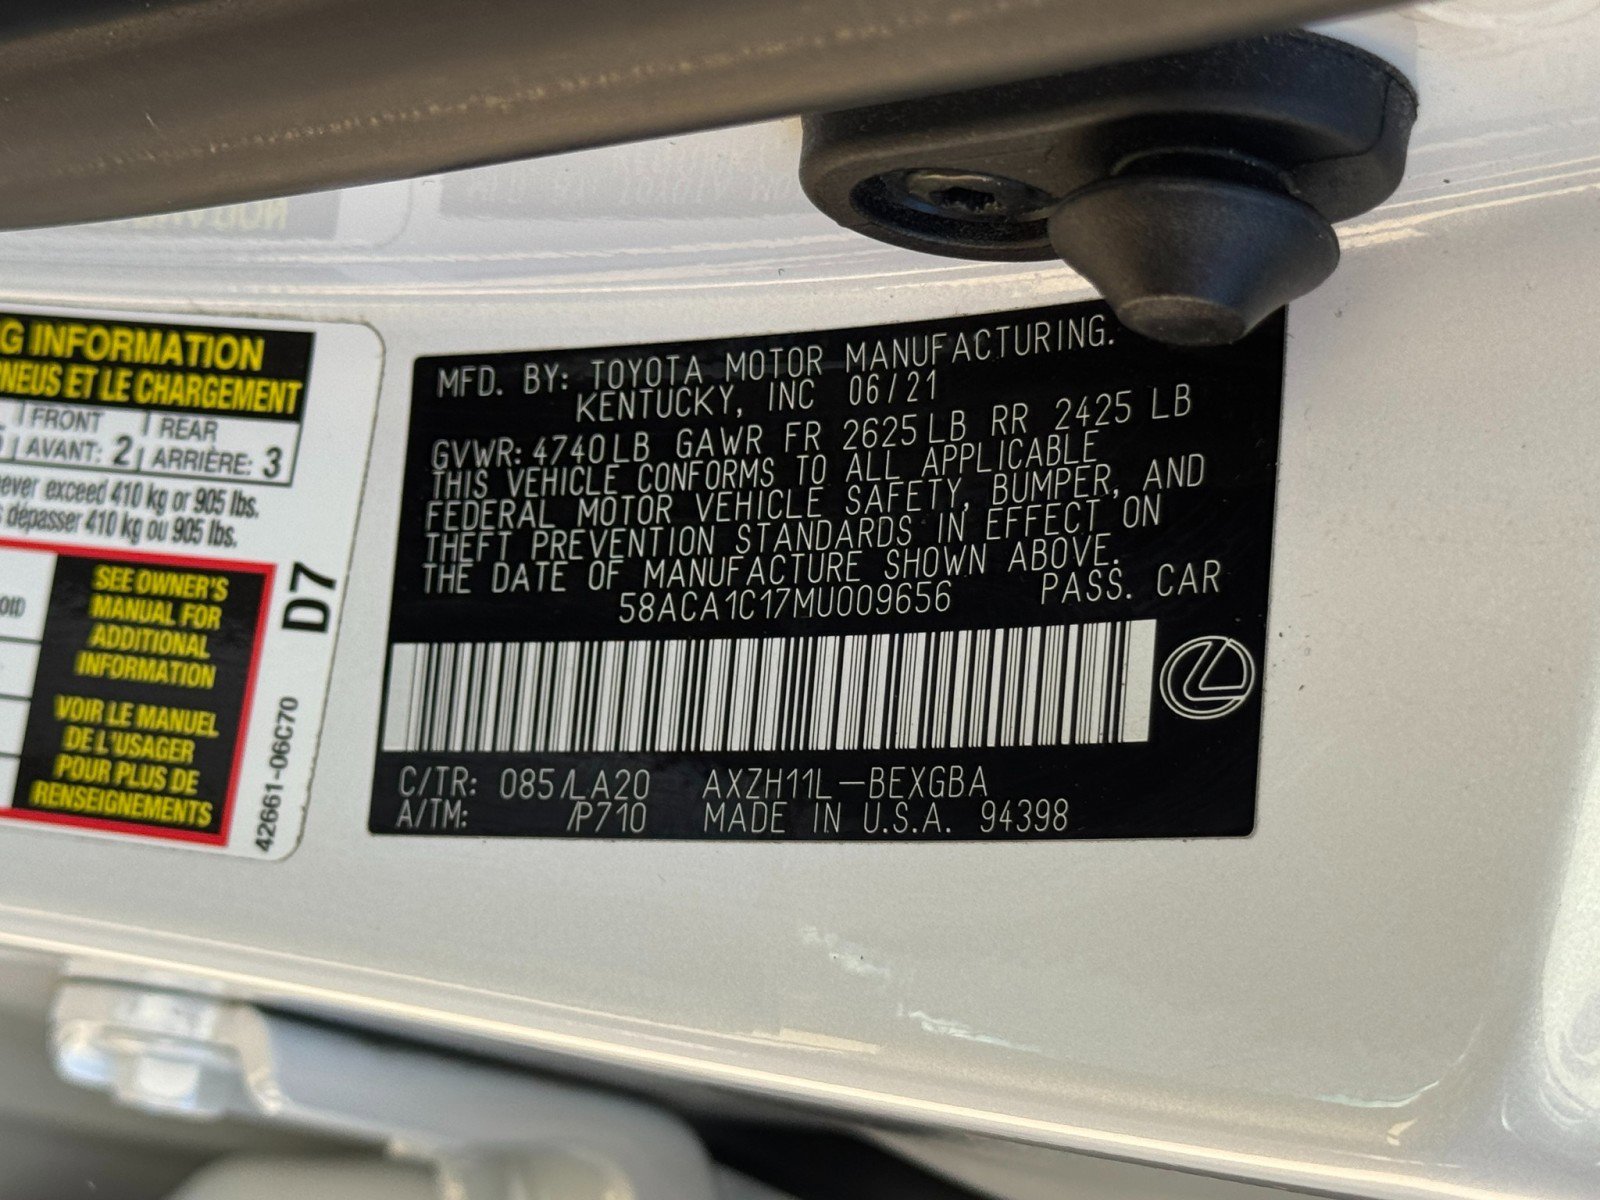 G INFORMATION
PNEUS ET LE CHARGEMENT
FRONT REAR
AVANT: 2 ARRIÈRE: 3
never exceed 410 kg or 905 lbs.
dépasser 410 kg ou 905 lbs.
SEE OWNER'S
MANUAL FOR
ADDITIONAL
INFORMATION
VOIR LE MANUEL
DE L'USAGER
POUR PLUS DE
RENSEIGNEMENTS
D7
42661-06C70
MFD. BY: TOYOTA MOTOR MANUFACTURING.
KENTUCKY, INC 06/21
GVWR: 4740LB GAWR FR 2625LB RR 2425 LB
THIS VEHICLE CONFORMS TO ALL APPLICABLE
FEDERAL MOTOR VEHICLE SAFETY, BUMPER, AND
THEFT PREVENTION STANDARDS IN EFFECT ON
THE DATE OF MANUFACTURE SHOWN ABOVE.
58ACA1C17MU009656 PASS. CAR
C/TR: 085/LA20 AXZH11L-BEXGBA
A/TM: /P710 MADE IN U.S.A. 94398